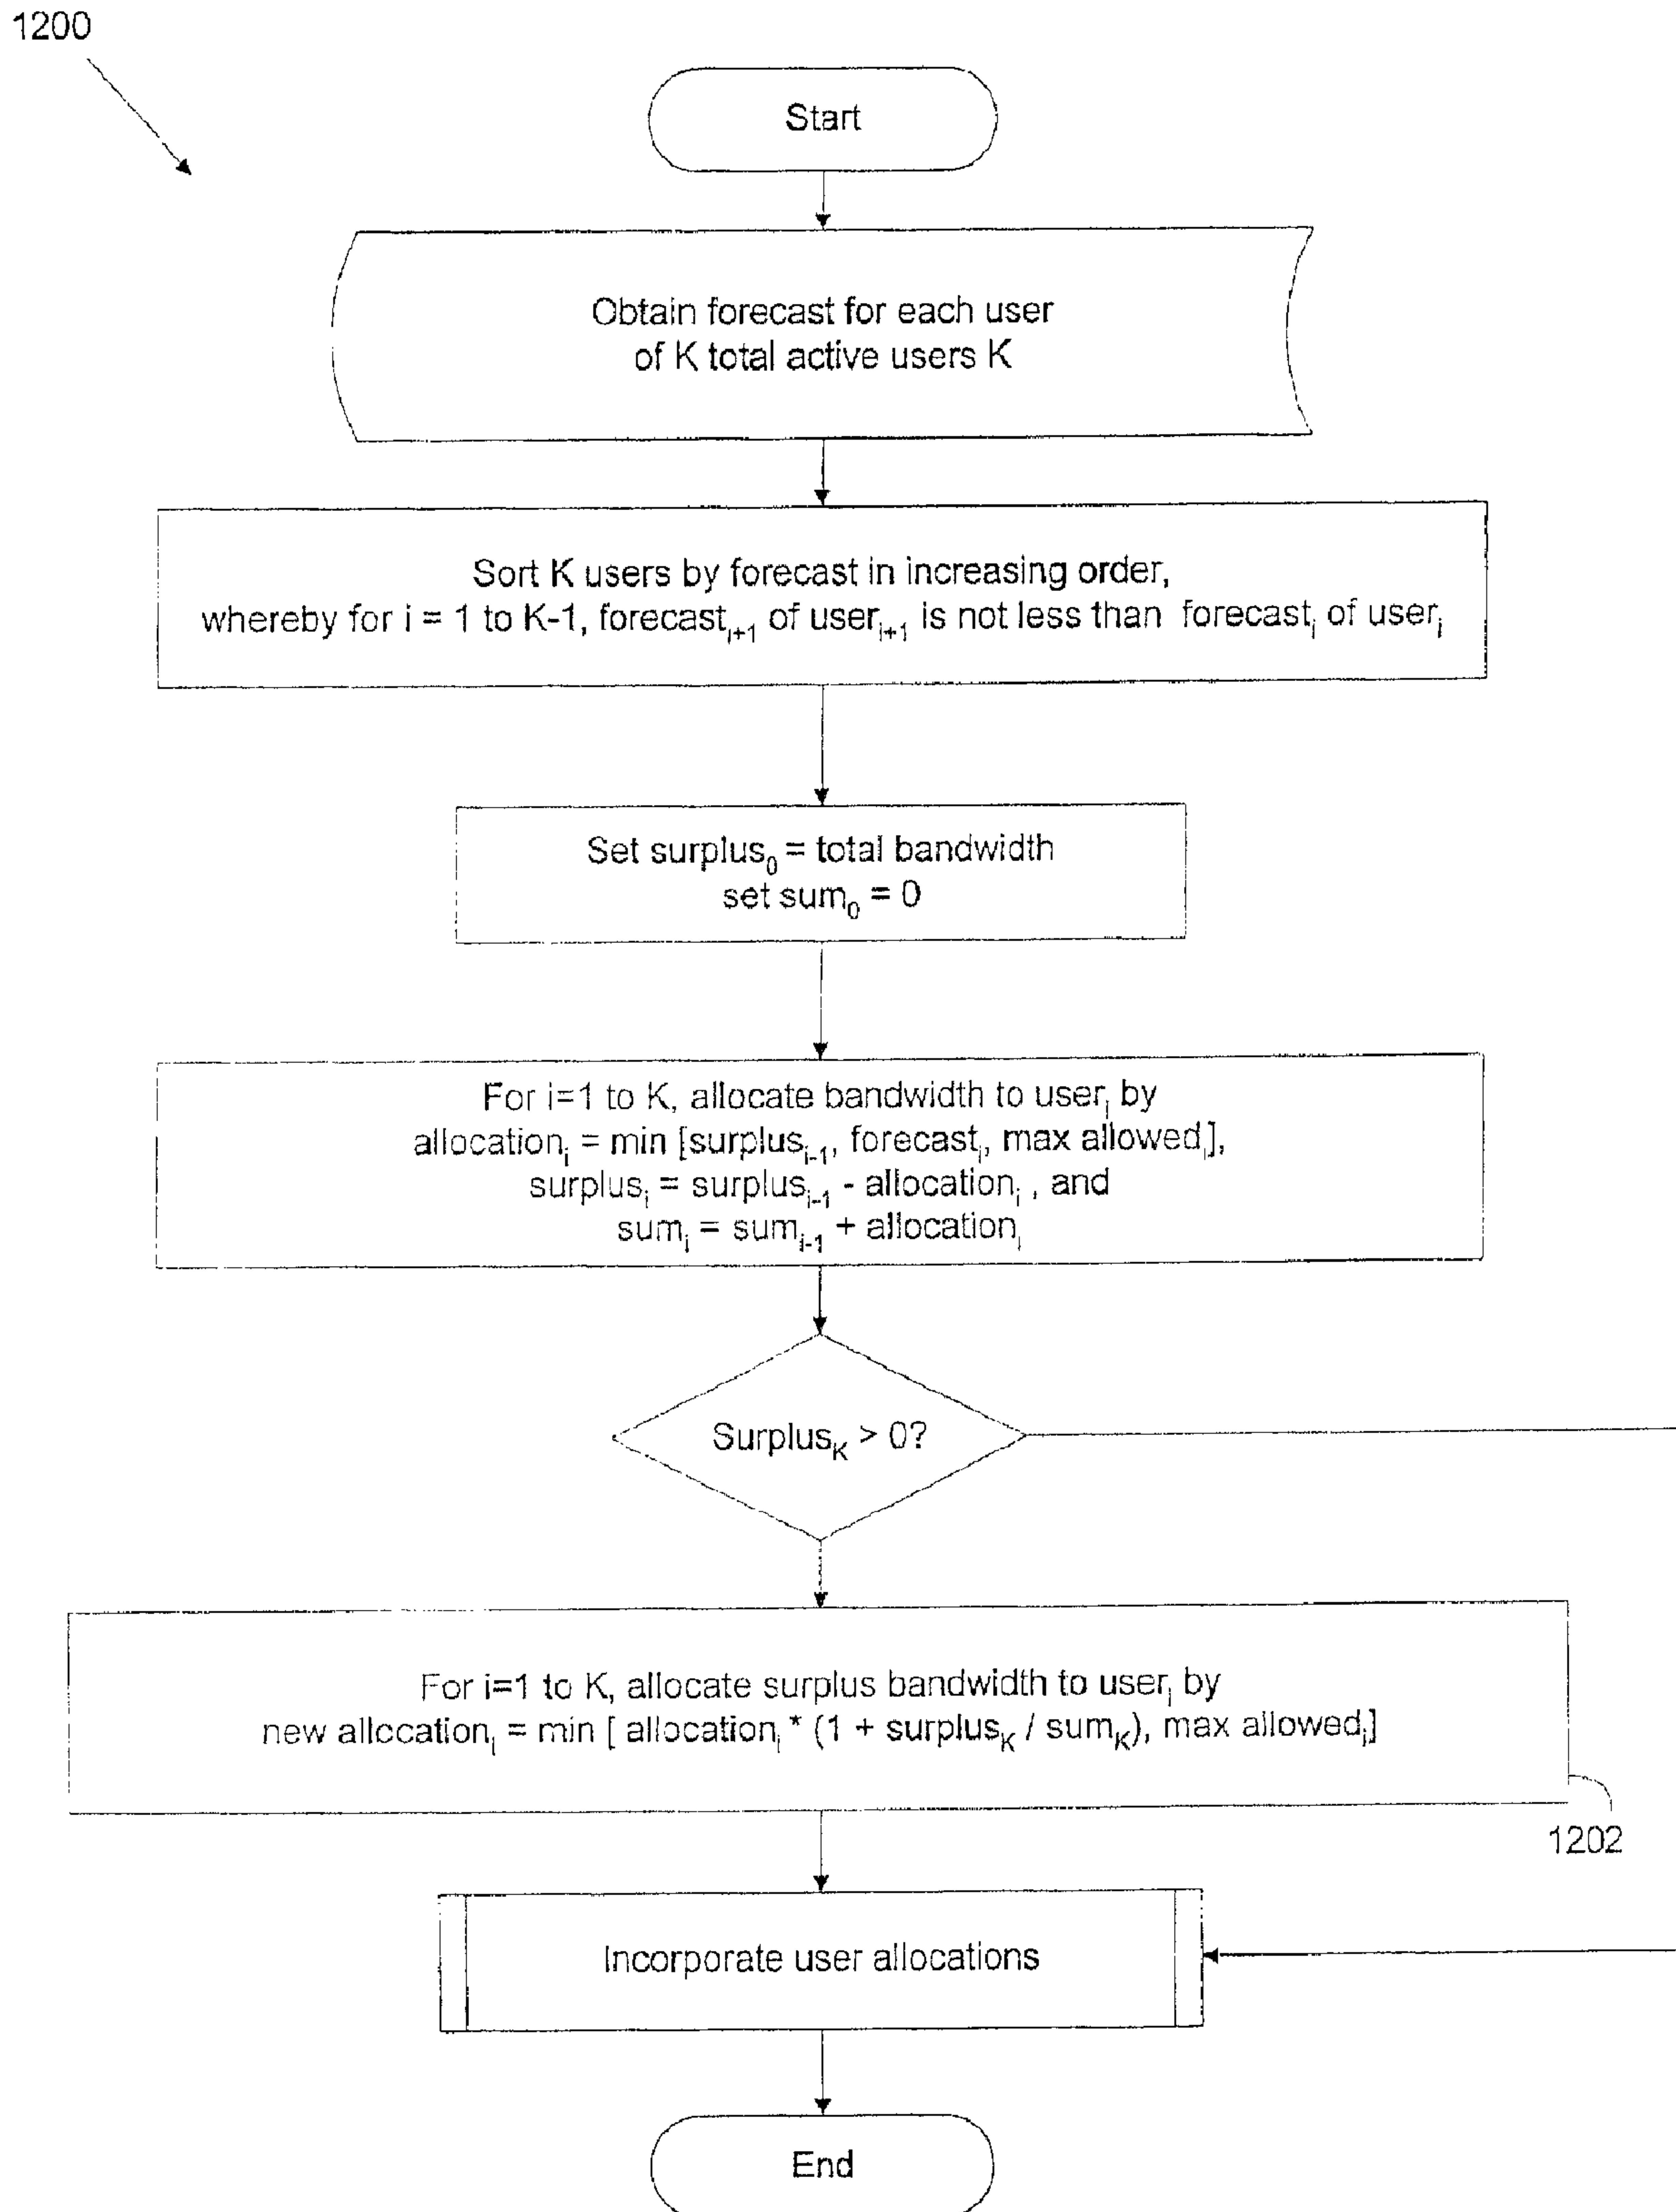 1200
Start
Obtain forecast for each user
of K total active users K
Sort K users by forecast in increasing order,
whereby for i = 1 to K-1, forecast_{i+1} of user_{i+1} is not less than forecast_i of user_i
Set surplus_0 = total bandwidth
set sum_0 = 0
For i=1 to K, allocate bandwidth to user_i by
allocation_i = min [surplus_{i-1}, forecast_i, max allowed_i],
surplus_i = surplus_{i-1} - allocation_i , and
sum_i = sum_{i-1} + allocation_i
Surplus_K > 0?
For i=1 to K, allocate surplus bandwidth to user_i by
new allocation_i = min [ allocation_i * (1 + surplus_K / sum_K), max allowed_i]
1202
Incorporate user allocations
End